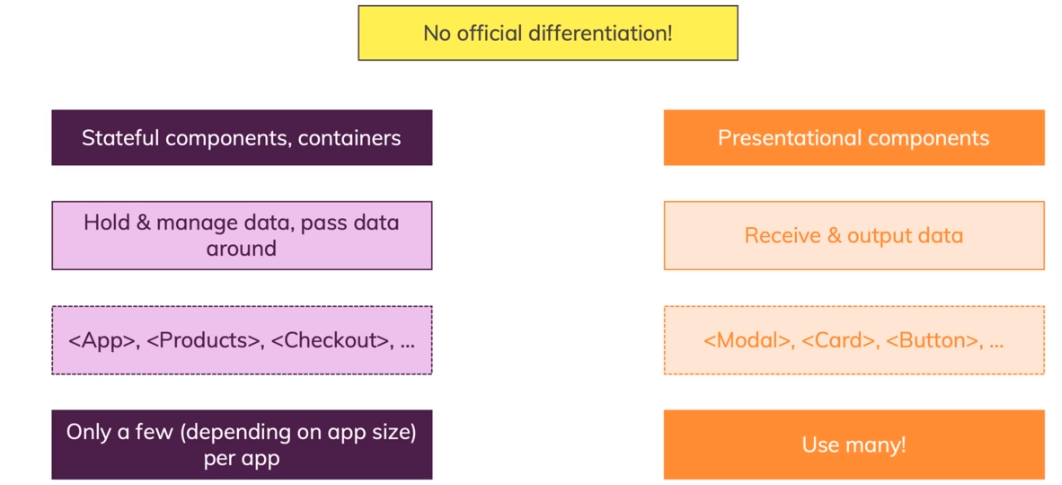 No official differentiation!
Stateful components, containers
Presentational components
Hold & manage data, pass data
around
Receive & output data
<App>, <Products>, <Checkout>, ...
<Modal>, <Card>, <Button>, ...
Only a few (depending on app size)
per app
Use many!